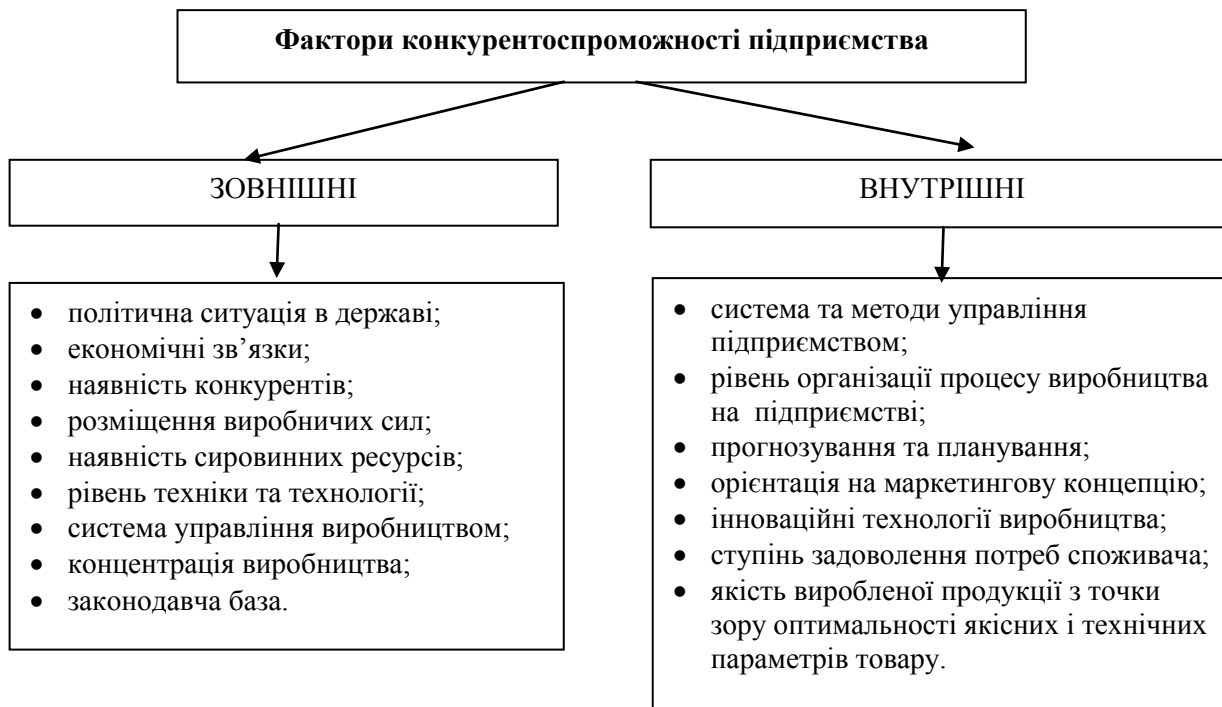 Фактори конкурентоспроможності підприємства
ЗОВНІШНІ
• політична ситуація в державі;
• економічні зв’язки;
• наявність конкурентів;
• розміщення виробничих сил;
• наявність сировинних ресурсів;
• рівень техніки та технології;
• система управління виробництвом;
• концентрація виробництва;
• законодавча база.
ВНУТРІШНІ
• система та методи управління
підприємством;
• рівень організації процесу виробництва
на підприємстві;
• прогнозування та планування;
• орієнтація на маркетингову концепцію;
• інноваційні технології виробництва;
• ступінь задоволення потреб споживача;
• якість виробленої продукції з точки
зору оптимальності якісних і технічних
параметрів товару.